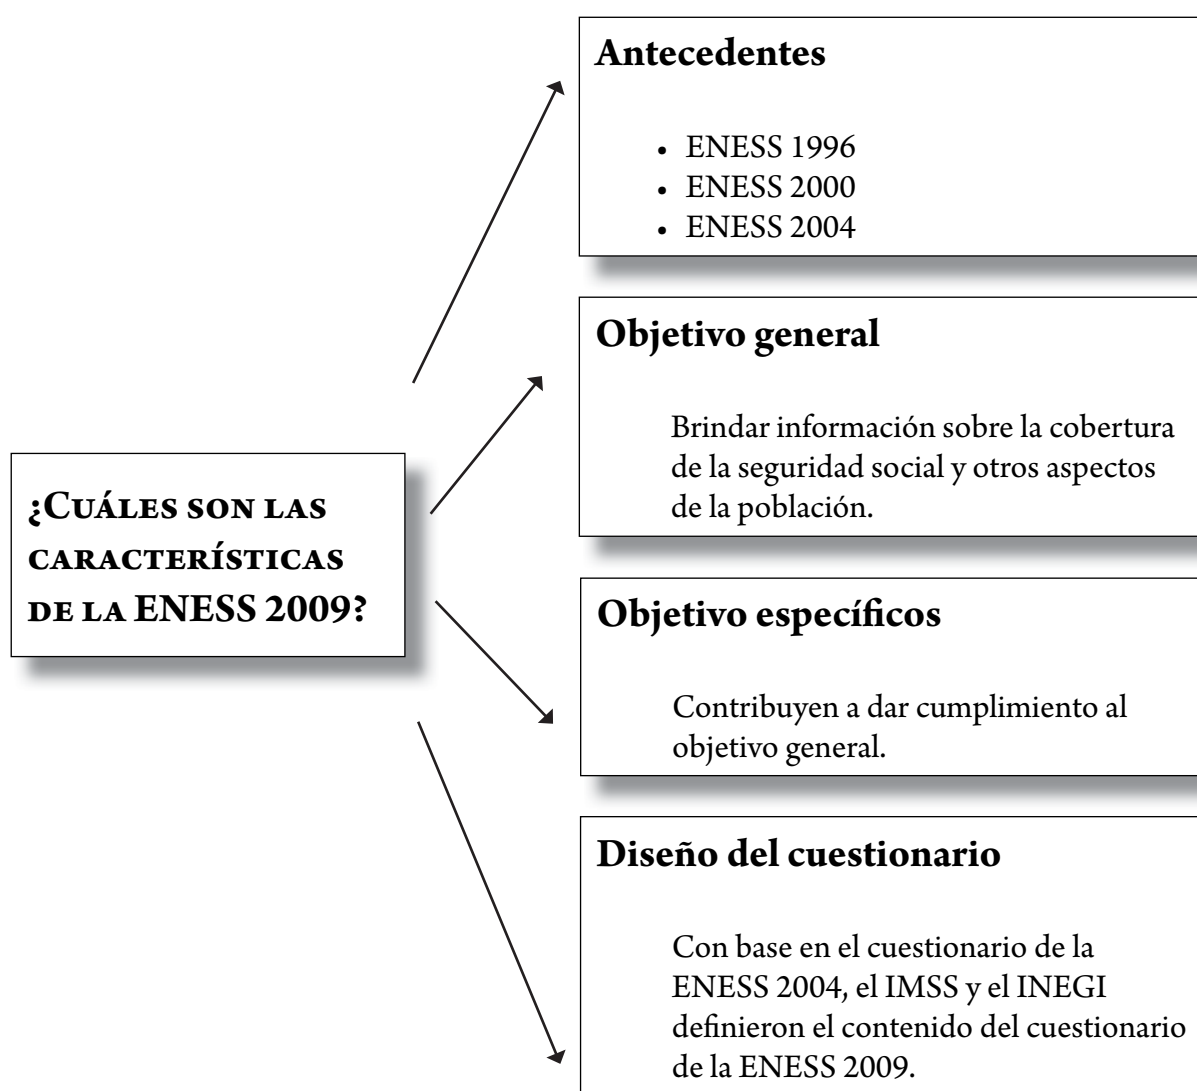 ¿Cuáles son las
características
de la ENESS 2009?
Antecedentes
• ENESS 1996
• ENESS 2000
• ENESS 2004
Objetivo general
Brindar información sobre la cobertura
de la seguridad social y otros aspectos
de la población.
Objetivo específicos
Contribuyen a dar cumplimiento al
objetivo general.
Diseño del cuestionario
Con base en el cuestionario de la
ENESS 2004, el IMSS y el INEGI
definieron el contenido del cuestionario
de la ENESS 2009.